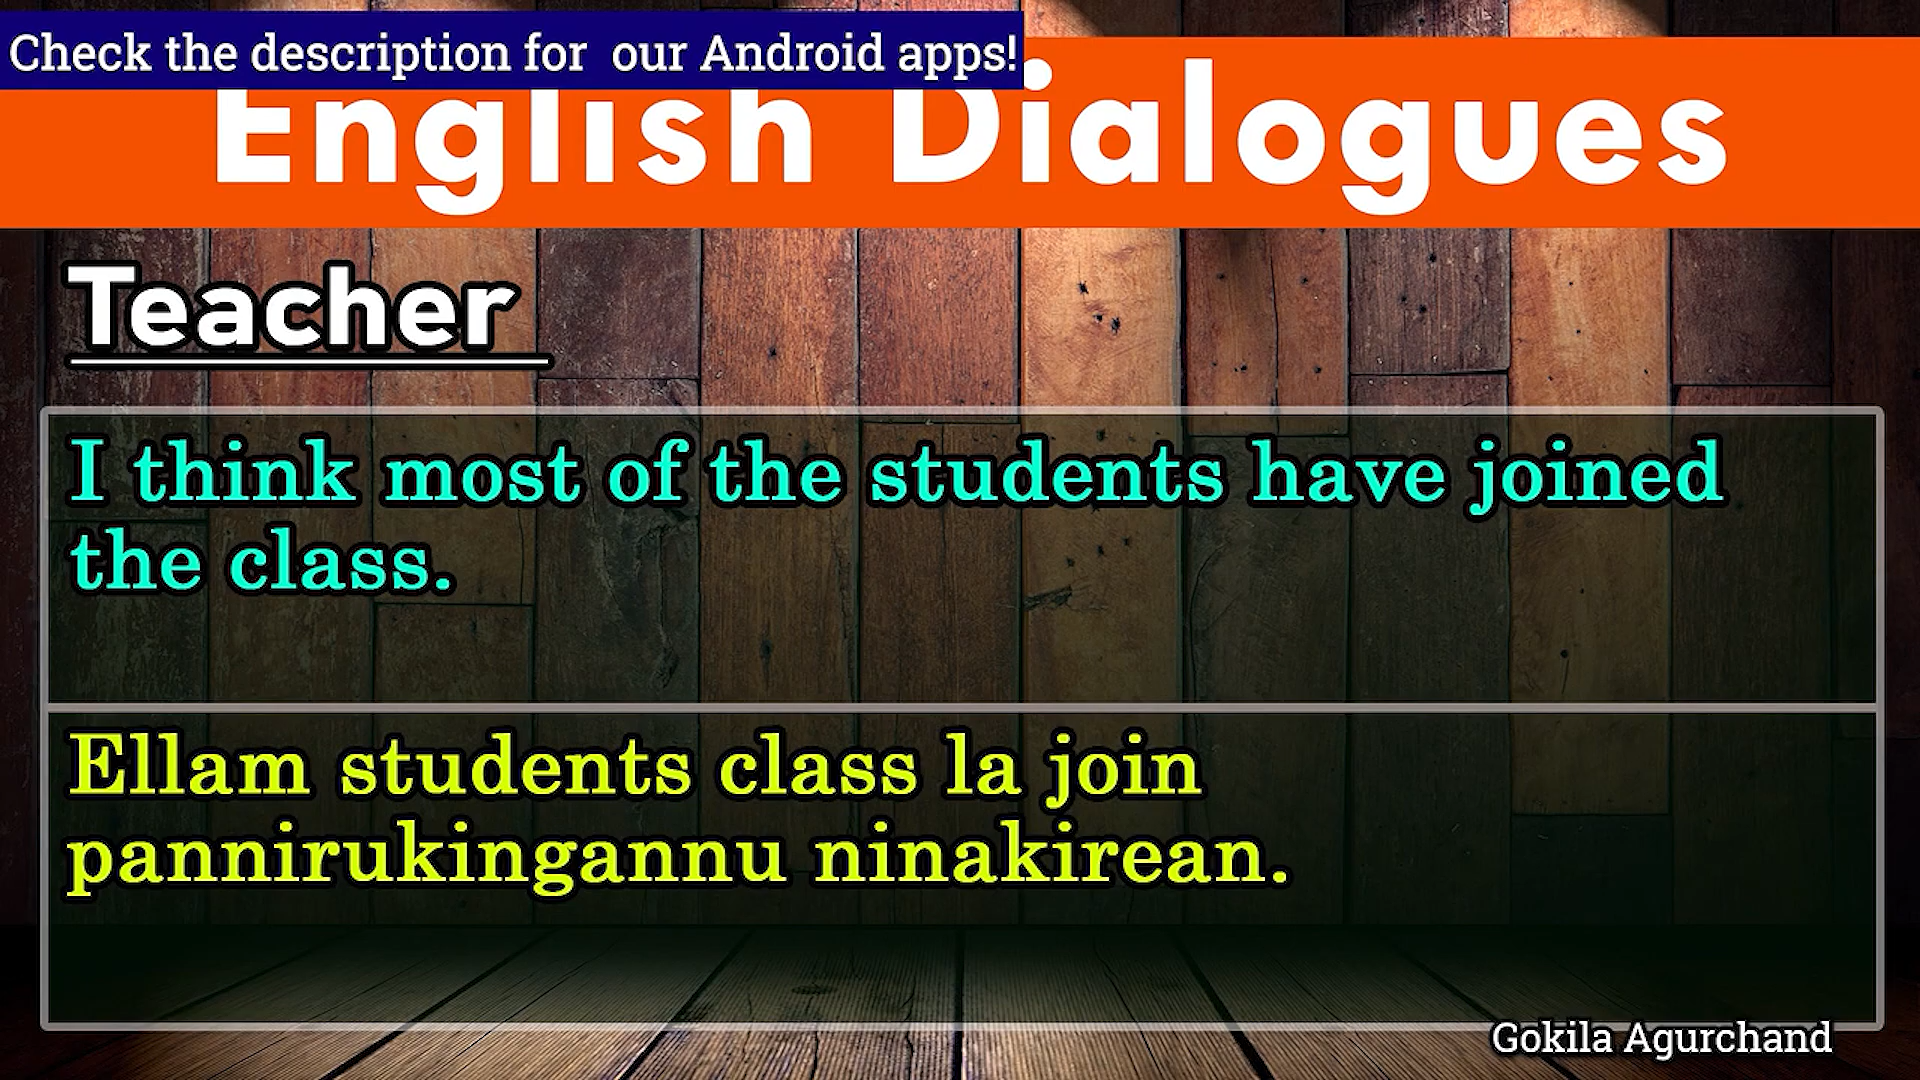 Check the description for our Android apps!
English Dialogues
Teacher
I think most of the students have joined
the class.
Ellam students class la join
pannirukingannu ninakirean.
Gokila Agurchand